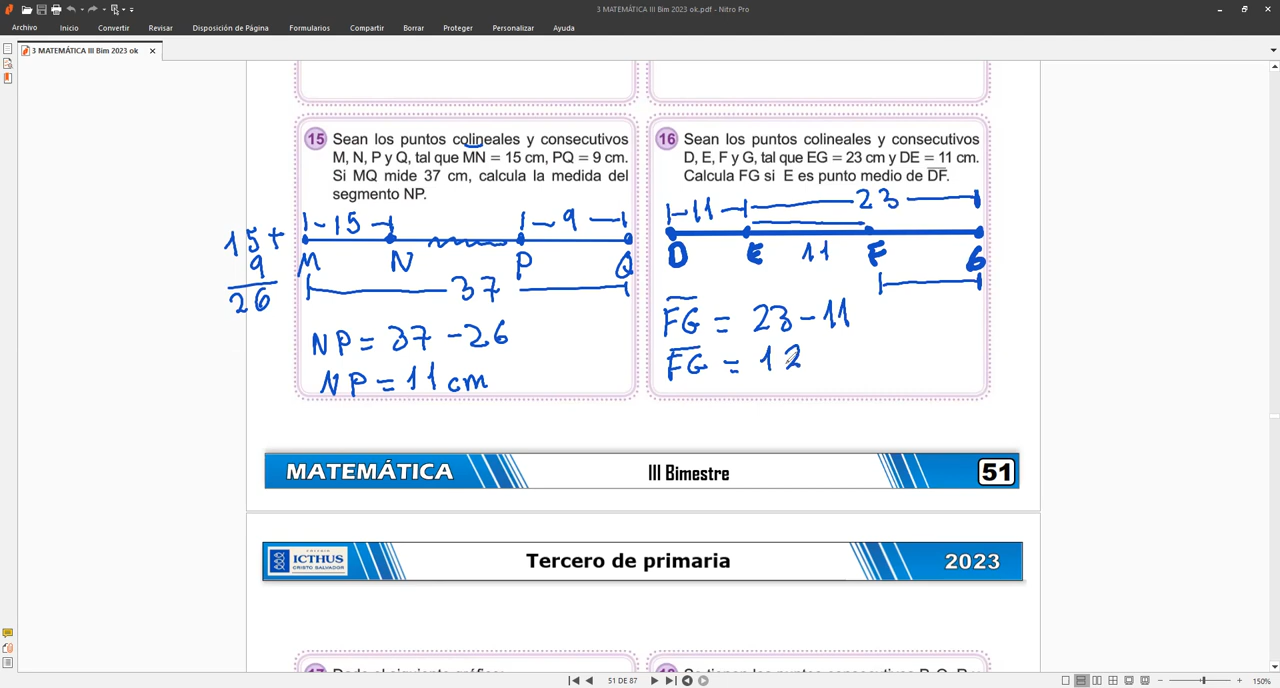 3 MATEMÁTICA III Bim 2023 ok.pdf - Nitro Pro
Archivo Inicio Convertir Revisar Disposición de Página Formularios Compartir Borrar Proteger Personalizar Ayuda
3 MATEMÁTICA III Bim 2023 ok
15 Sean los puntos colineales y consecutivos
M, N, P y Q, tal que MN = 15 cm, PQ = 9 cm.
Si MQ mide 37 cm, calcula la medida del
segmento NP.
15 9
M N P Q
37
15+
9
26
NP = 37 - 26
NP = 11 cm
16 Sean los puntos colineales y consecutivos
D, E, F y G, tal que EG = 23 cm y DE = 11 cm.
Calcula FG si E es punto medio de DF.
11 23
D E 11 F G
FG = 23 - 11
FG = 12
MATEMÁTICA III Bimestre 51
COLEGIO
ICTHUS
CRISTO SALVADOR
Tercero de primaria 2023
51 DE 87
150%